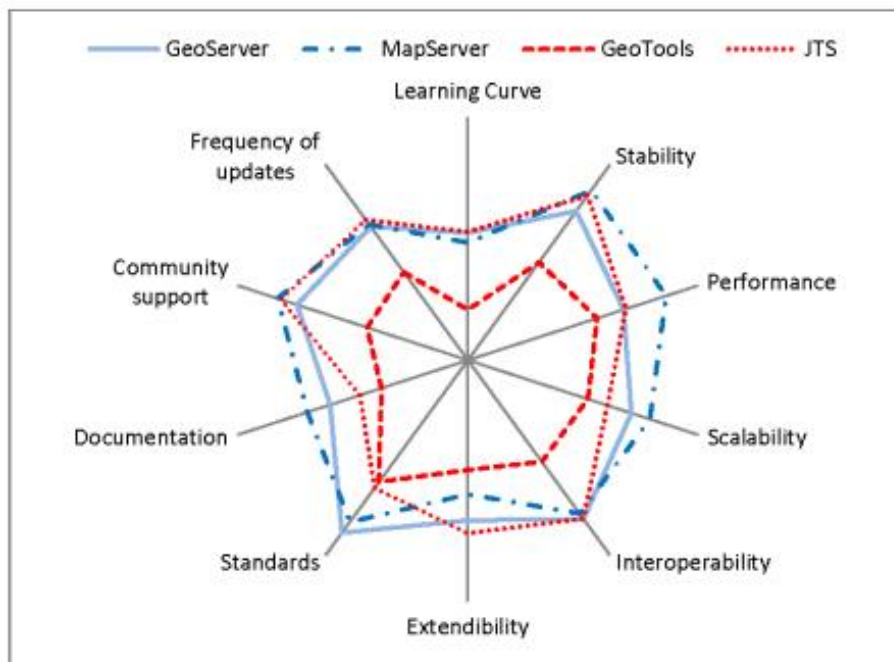 GeoServer MapServer GeoTools JTS
Learning Curve
Frequency of
updates
Stability
Community
support
Performance
Documentation
Scalability
Standards
Interoperability
Extendibility